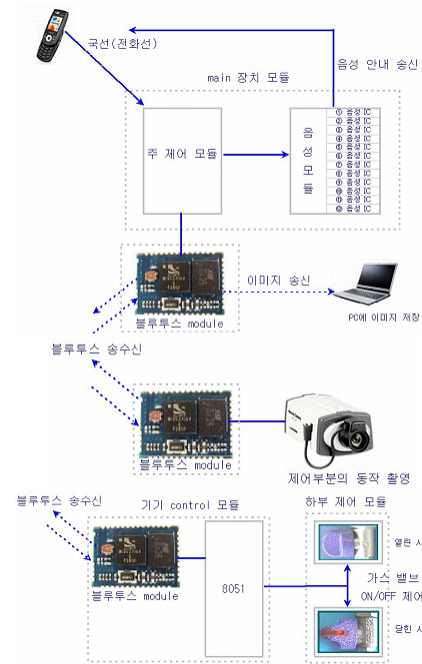 국선(전화선)
음성 안내 송신
main 장치 모듈
주 제어 모듈
음성모듈
① 음성 IC
② 음성 IC
③ 음성 IC
④ 음성 IC
⑤ 음성 IC
⑥ 음성 IC
⑦ 음성 IC
⑧ 음성 IC
⑨ 음성 IC
⑩ 음성 IC
⑪ 음성 IC
⑫ 음성 IC
이미지 송신
블루투스 module
PC에 이미지 저장
블루투스 송수신
블루투스 module
제어부분의 동작 촬영
블루투스 송수신
기기 control 모듈
하부 제어 모듈
열린 시
블루투스 module
8051
가스 밸브
ON/OFF 제어
닫힌 시